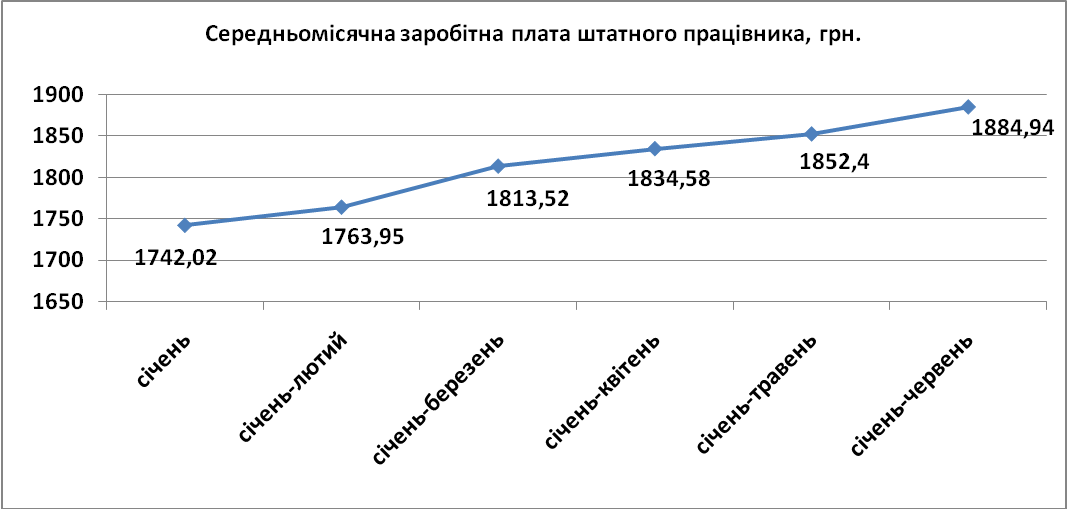 Середньомісячна заробітна плата штатного працівника, грн.
1900
1850
1800
1750
1700
1650
1742,02
1763,95
1813,52
1834,58
1852,4
1884,94
січень
січень-лютий
січень-березень
січень-квітень
січень-травень
січень-червень